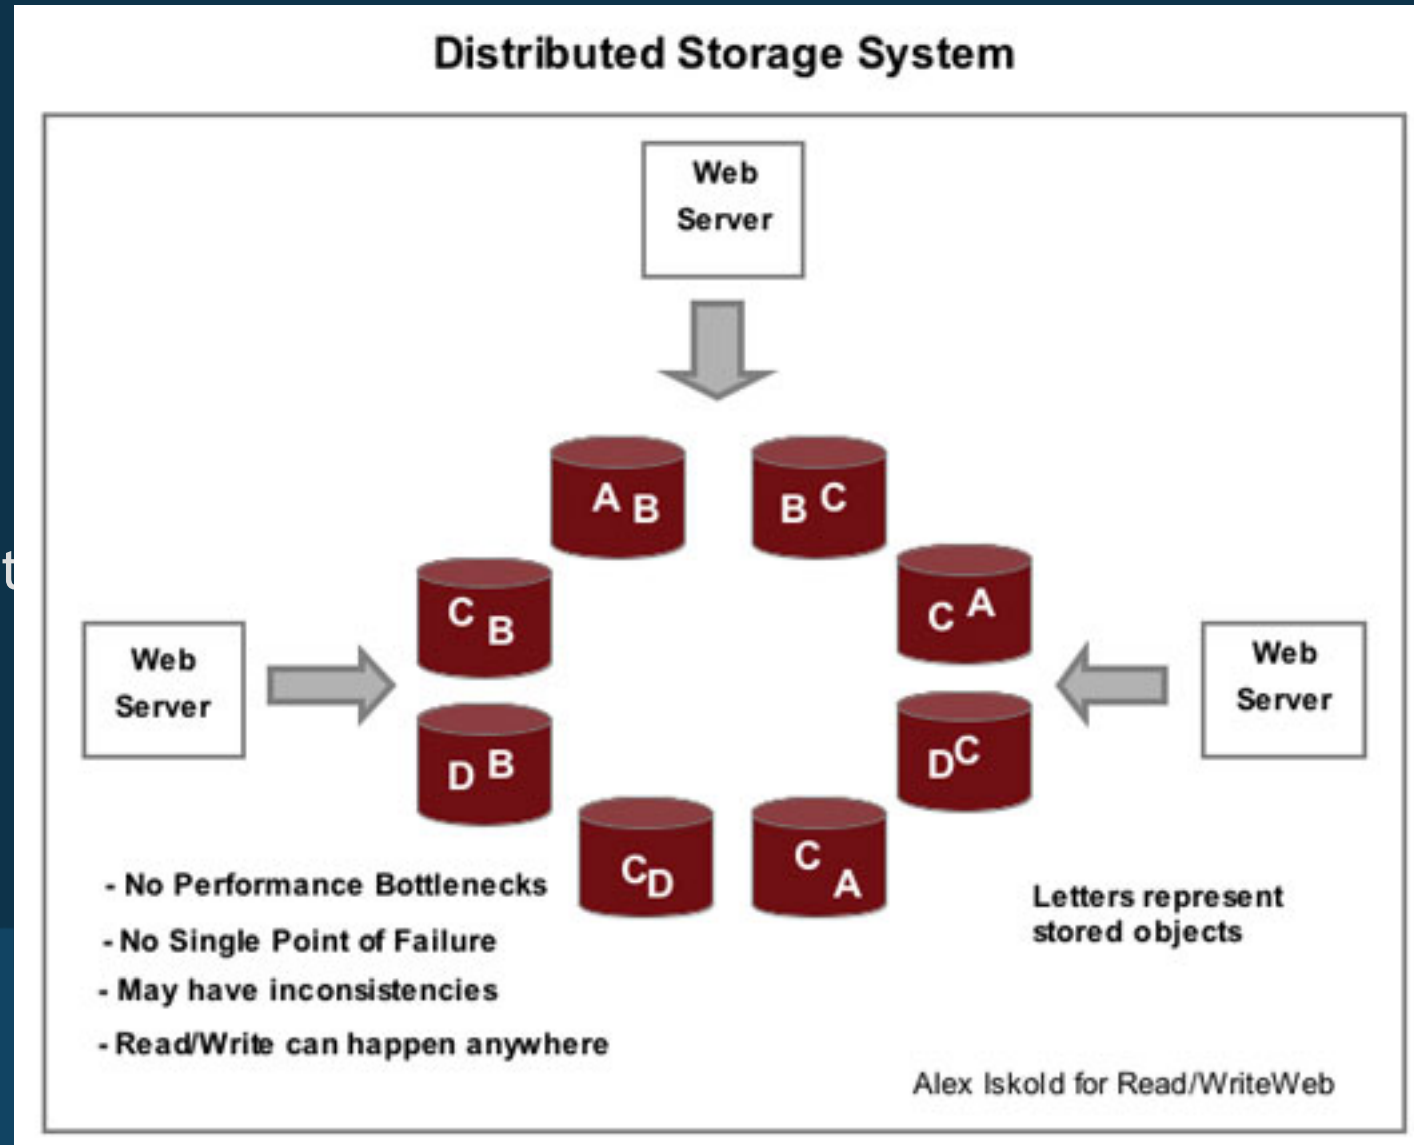 Distributed Storage System
Web
Server
A B
B C
C B
C A
Web
Server
Web
Server
D B
D C
C D
C A
- No Performance Bottlenecks
- No Single Point of Failure
- May have inconsistencies
- Read/Write can happen anywhere
Letters represent
stored objects
Alex Iskold for Read/WriteWeb
t